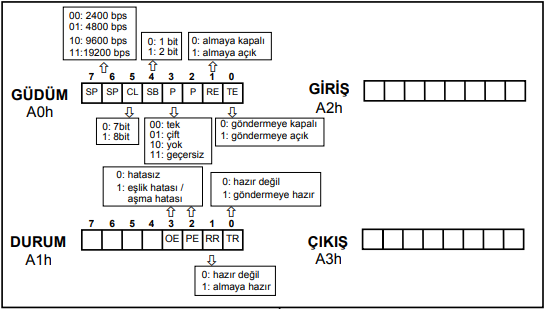 00: 2400 bps
01: 4800 bps
10: 9600 bps
11:19200 bps
0: 1 bit
1: 2 bit
0: almaya kapalı
1: almaya açık
7 6 5 4 3 2 1 0
GÜDÜM
A0h
SP SP CL SB P P RE TE
GİRİŞ
A2h
0: 7bit
1: 8bit
00: tek
01: çift
10: yok
11: geçersiz
0: göndermeye kapalı
1: göndermeye açık
0: hatasız
1: eşlik hatası /
aşma hatası
0: hazır değil
1: göndermeye hazır
7 6 5 4 3 2 1 0
DURUM
A1h
OE PE RR TR
ÇIKIŞ
A3h
0: hazır değil
1: almaya hazır